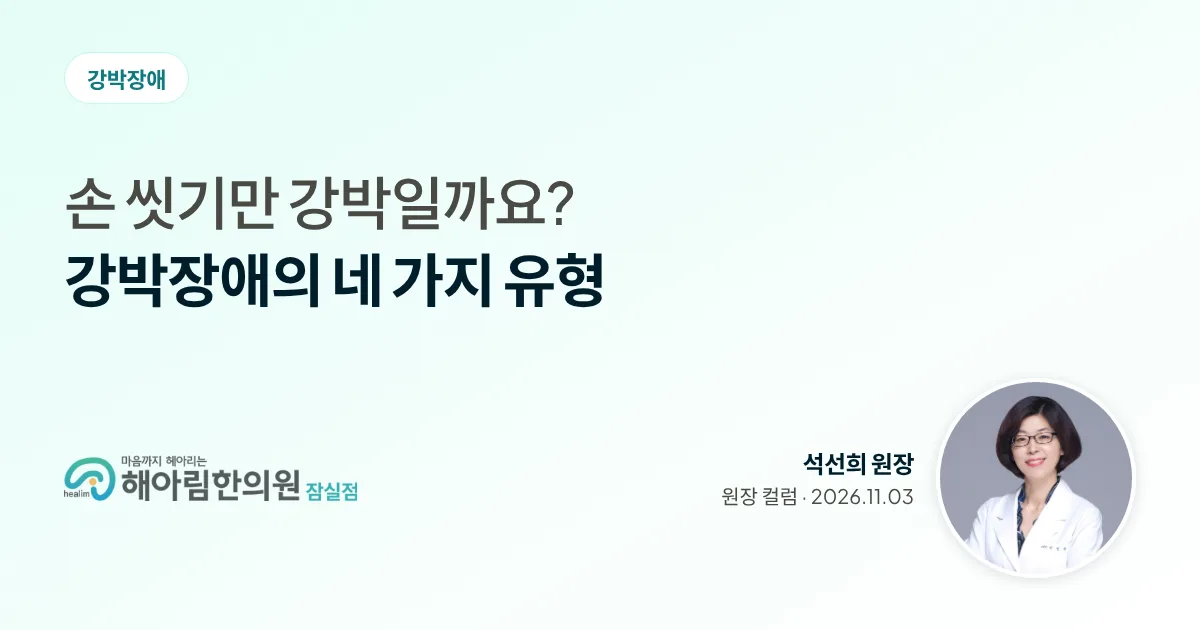 강박장애
손 씻기만 강박일까요?
강박장애의 네 가지 유형
마음까지 헤아리는
healim 해아림한의원 잠실점
석선희 원장
원장 컬럼 · 2026.11.03